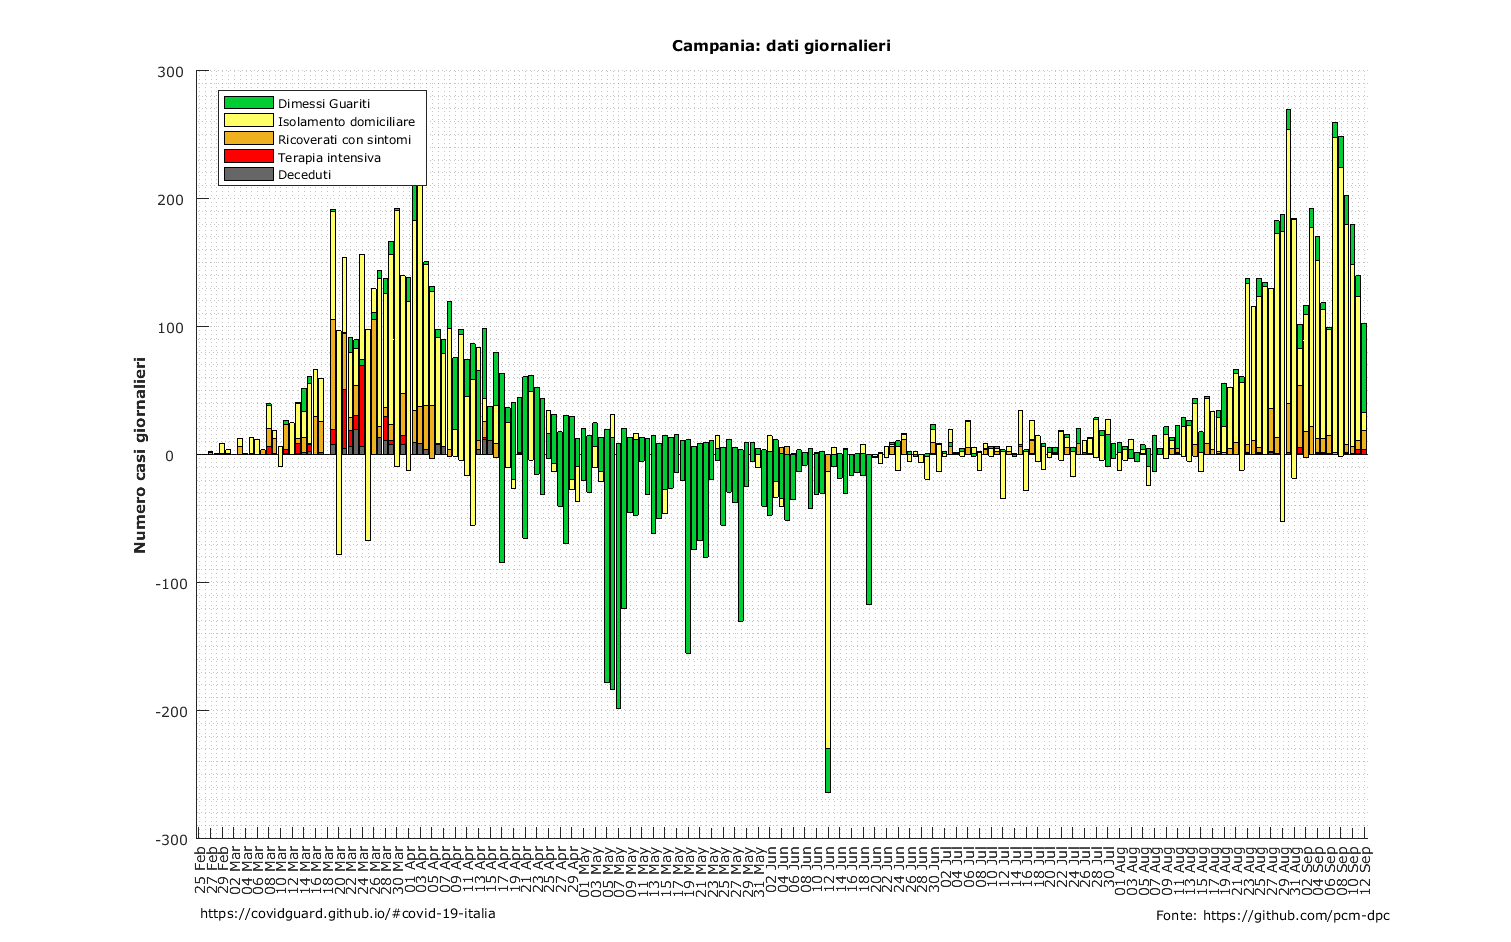 Campania: dati giornalieri
300
200
100
0
-100
-200
-300
Numero casi giornalieri
Dimessi Guariti
Isolamento domiciliare
Ricoverati con sintomi
Terapia intensiva
Deceduti
25 Feb
27 Feb
29 Feb
02 Mar
04 Mar
06 Mar
08 Mar
10 Mar
12 Mar
14 Mar
16 Mar
18 Mar
20 Mar
22 Mar
24 Mar
26 Mar
28 Mar
30 Mar
01 Apr
03 Apr
05 Apr
07 Apr
09 Apr
11 Apr
13 Apr
15 Apr
17 Apr
19 Apr
21 Apr
23 Apr
25 Apr
27 Apr
29 Apr
01 May
03 May
05 May
07 May
09 May
11 May
13 May
15 May
17 May
19 May
21 May
23 May
25 May
27 May
29 May
31 May
02 Jun
04 Jun
06 Jun
08 Jun
10 Jun
12 Jun
14 Jun
16 Jun
18 Jun
20 Jun
22 Jun
24 Jun
26 Jun
28 Jun
30 Jun
02 Jul
04 Jul
06 Jul
08 Jul
10 Jul
12 Jul
14 Jul
16 Jul
18 Jul
20 Jul
22 Jul
24 Jul
26 Jul
28 Jul
30 Jul
01 Aug
03 Aug
05 Aug
07 Aug
09 Aug
11 Aug
13 Aug
15 Aug
17 Aug
19 Aug
21 Aug
23 Aug
25 Aug
27 Aug
29 Aug
31 Aug
02 Sep
04 Sep
06 Sep
08 Sep
10 Sep
12 Sep
https://covidguard.github.io/#covid-19-italia
Fonte: https://github.com/pcm-dpc